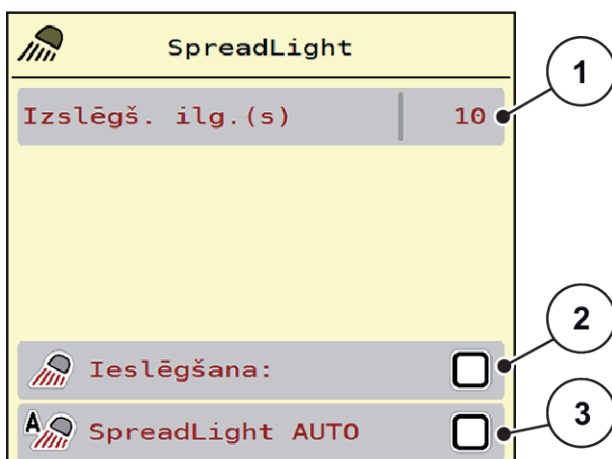 SpreadLight
1
Izslēgš. ilg.(s) 10
2
Ieslēgšana:
3
A
SpreadLight AUTO